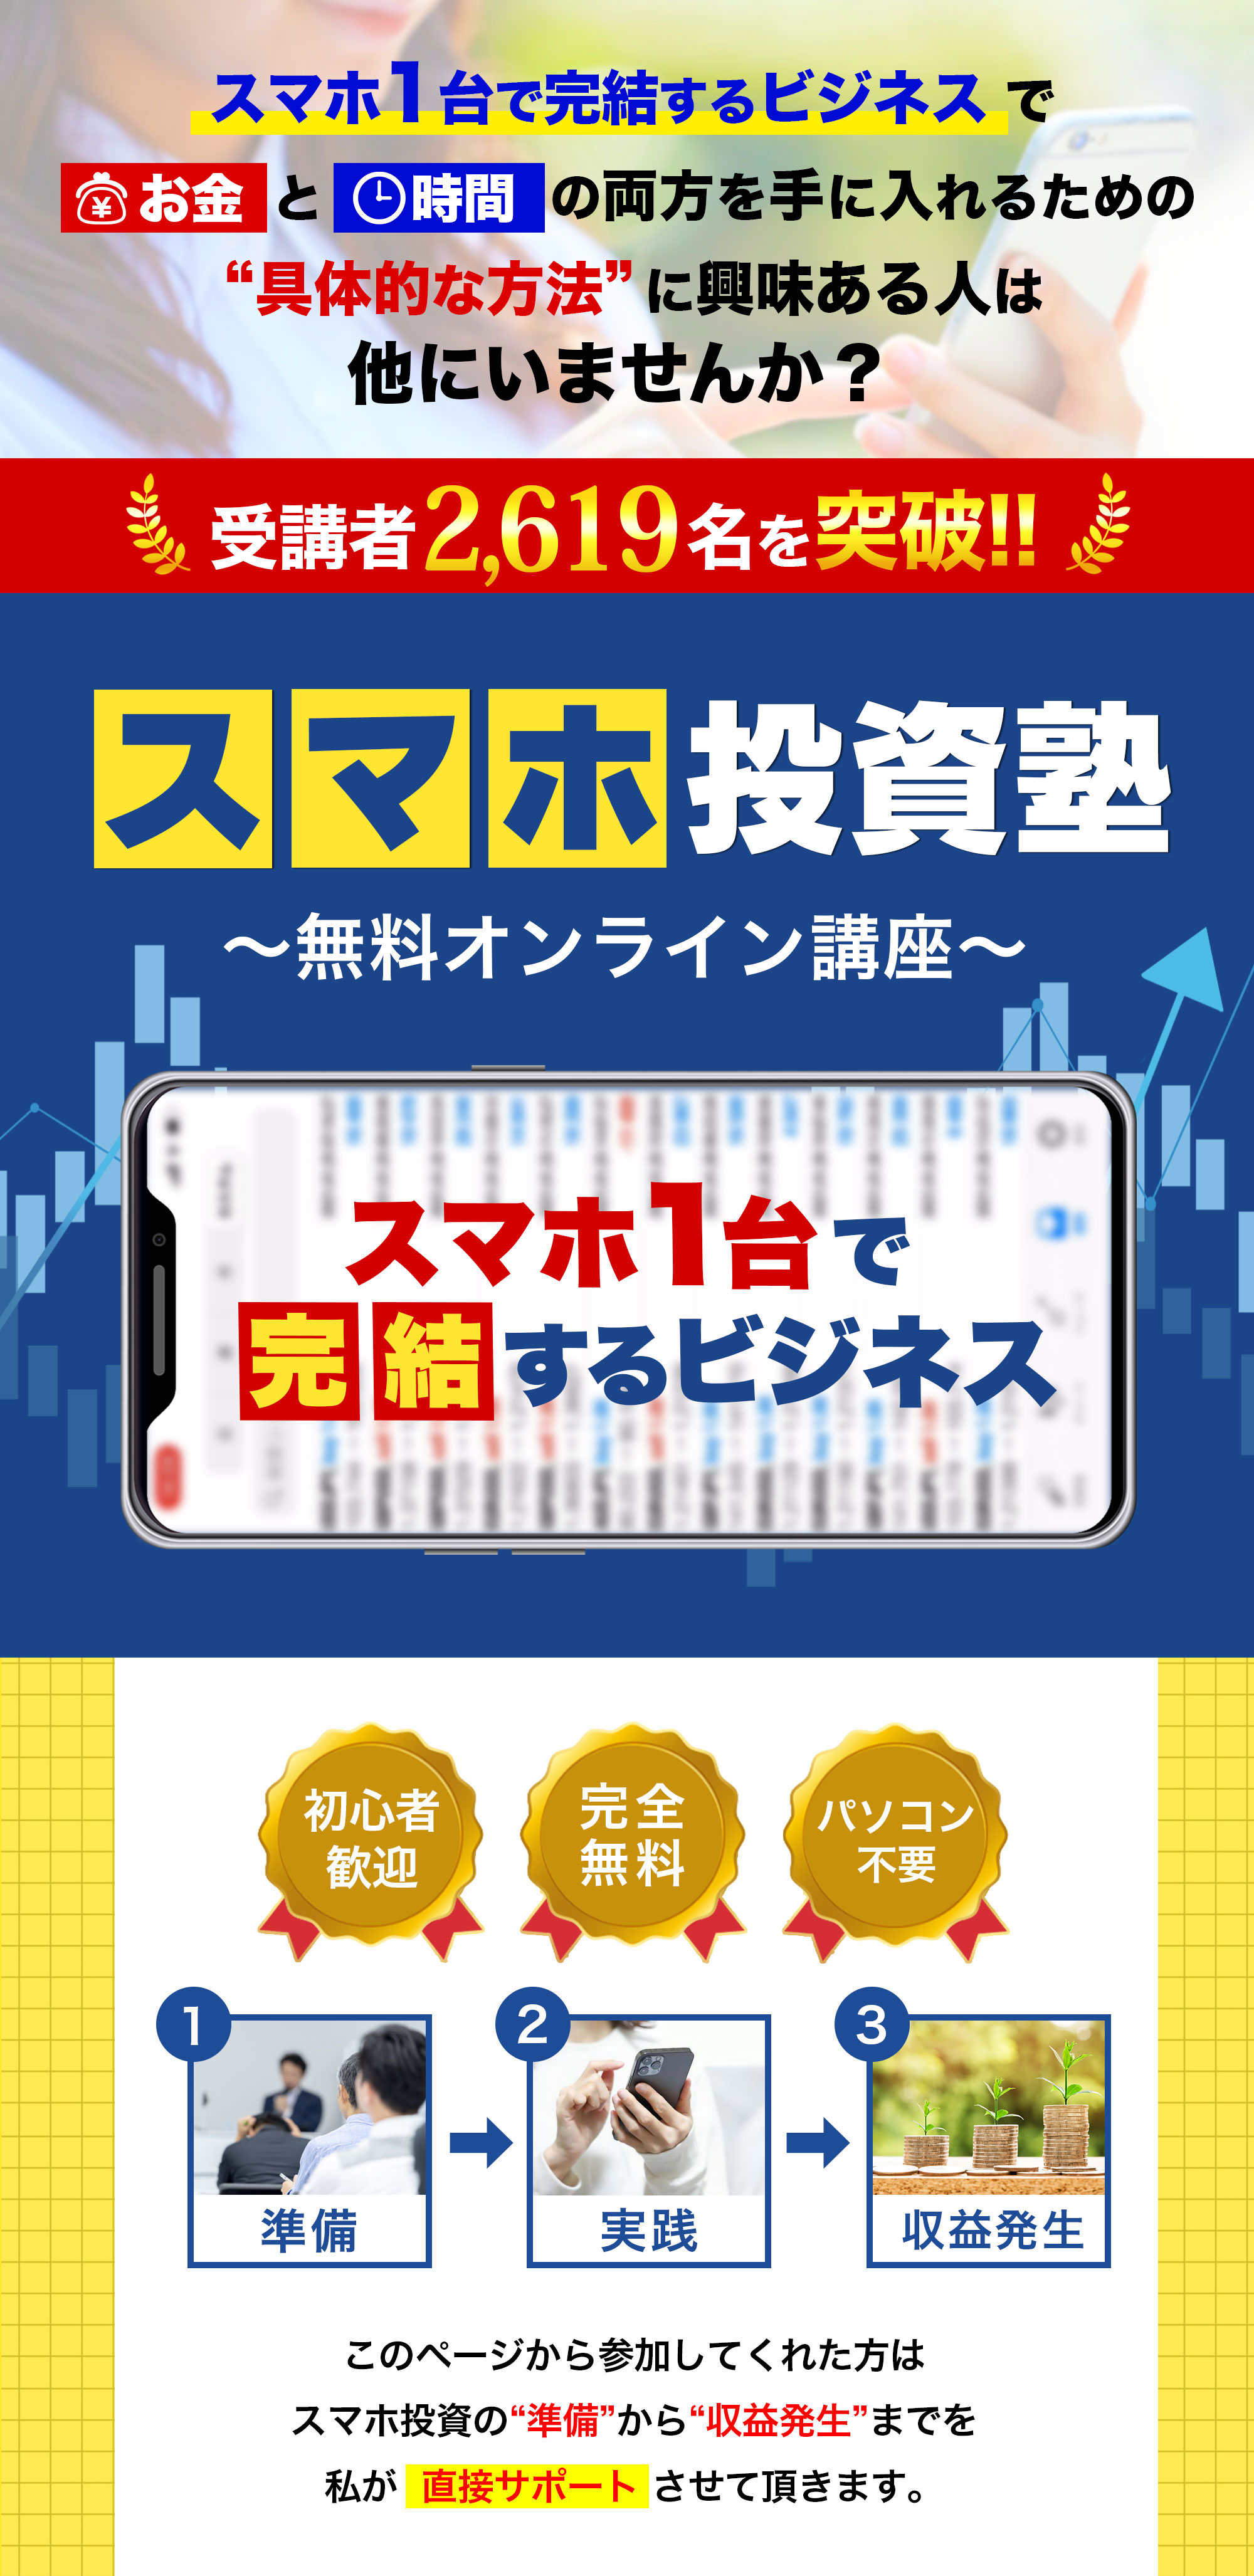 スマホ1台で完結するビジネスで
お金と時間の両方を手に入れるための
“具体的な方法”に興味ある人は
他にいませんか？
受講者2,619名を突破!!
スマホ投資塾
～無料オンライン講座～
スマホ1台で
完結するビジネス
初心者
歓迎
完全
無料
パソコン
不要
1
2
3
準備
実践
収益発生
このページから参加してくれた方は
スマホ投資の“準備”から“収益発生”までを
私が直接サポートさせて頂きます。